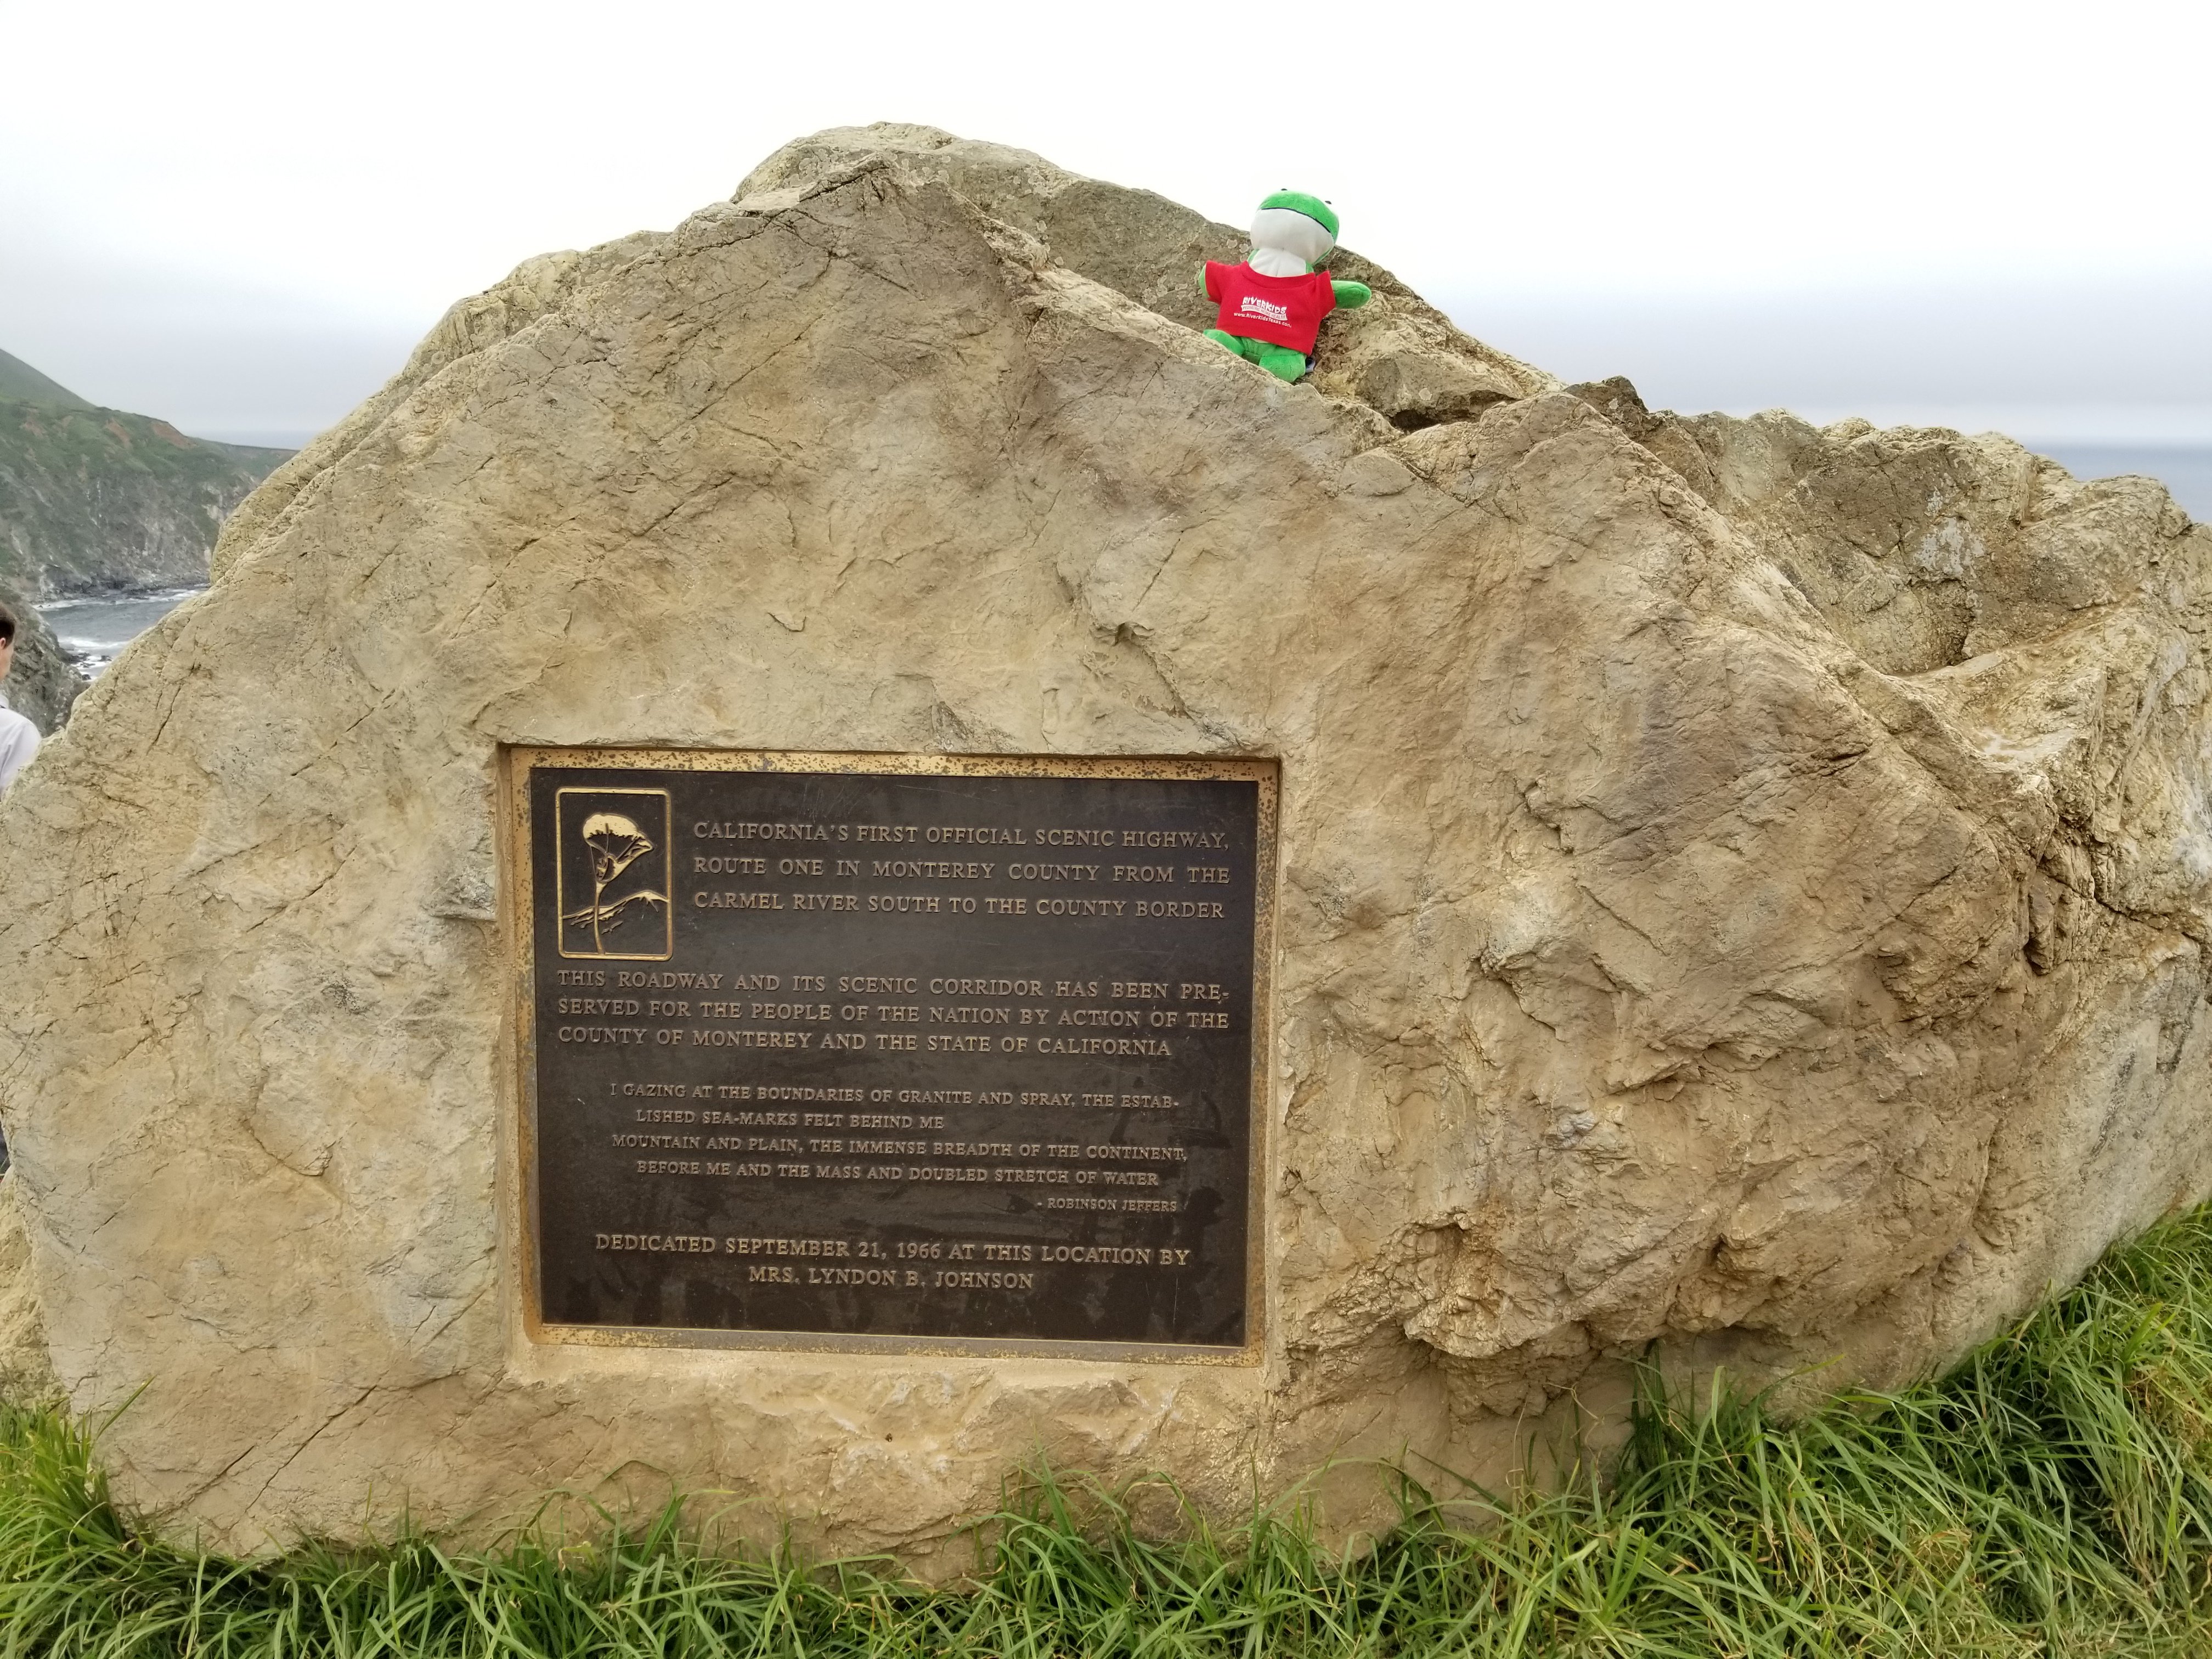 RIVERKIDS
www.RiverKidsTexas.com
CALIFORNIA'S FIRST OFFICIAL SCENIC HIGHWAY,
ROUTE ONE IN MONTEREY COUNTY FROM THE
CARMEL RIVER SOUTH TO THE COUNTY BORDER
THIS ROADWAY AND ITS SCENIC CORRIDOR HAS BEEN PRE-
SERVED FOR THE PEOPLE OF THE NATION BY ACTION OF THE
COUNTY OF MONTEREY AND THE STATE OF CALIFORNIA
I GAZING AT THE BOUNDARIES OF GRANITE AND SPRAY, THE ESTAB-
LISHED SEA-MARKS FELT BEHIND ME
MOUNTAIN AND PLAIN, THE IMMENSE BREADTH OF THE CONTINENT,
BEFORE ME AND THE MASS AND DOUBLED STRETCH OF WATER
- ROBINSON JEFFERS
DEDICATED SEPTEMBER 21, 1966 AT THIS LOCATION BY
MRS. LYNDON B. JOHNSON